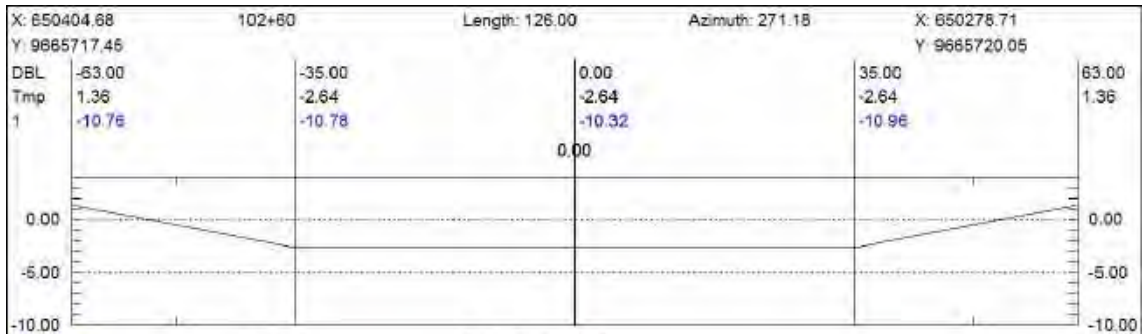 X: 650404.68 102+60 Length: 126.00 Azimuth: 271.18 X: 650278.71
Y: 9665717.45 Y: 9665720.05
DBL -63.00 -35.00 0.00 35.00 63.00
Tmp 1.36 -2.64 -2.64 -2.64 1.36
1 -10.76 -10.78 -10.32 -10.96
0.00
0.00 0.00
-5.00 -5.00
-10.00 -10.00